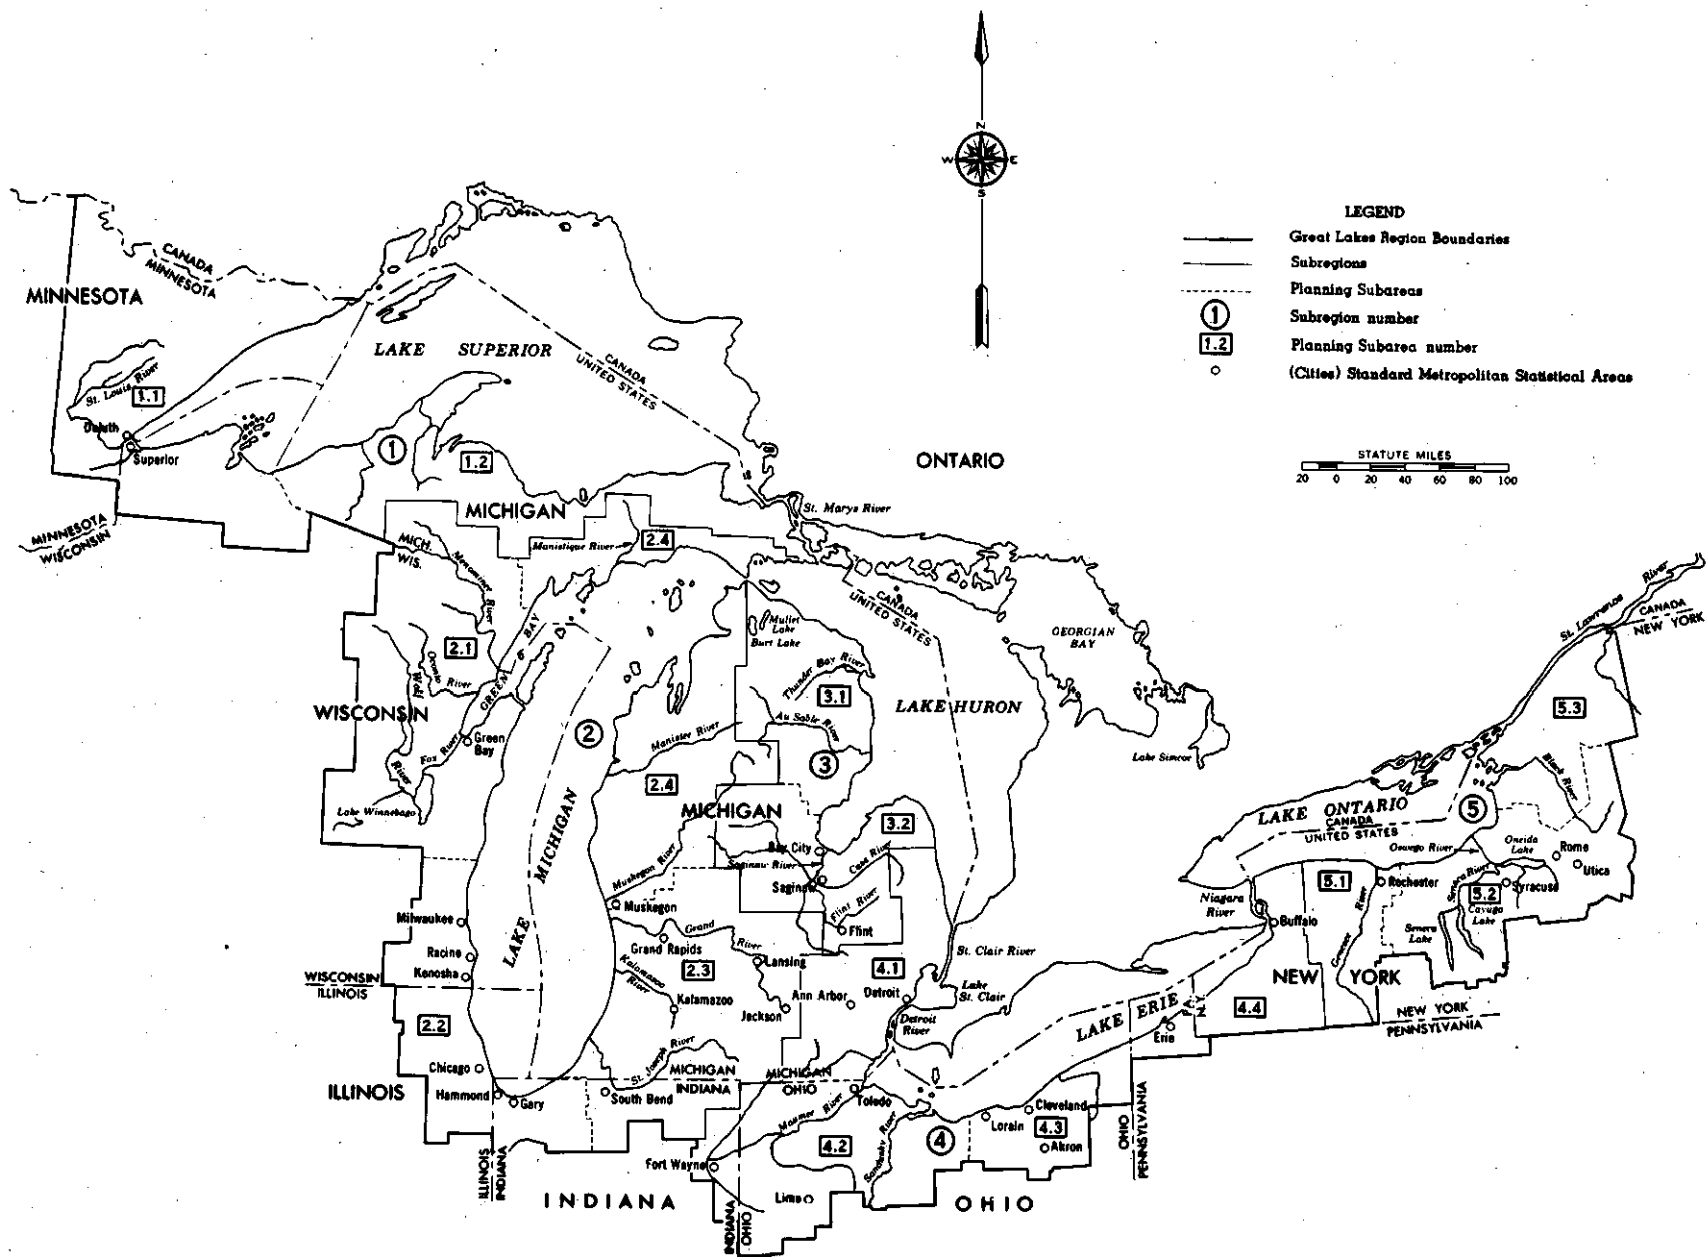 N
W E
S
LEGEND
Great Lakes Region Boundaries
Subregions
Planning Subareas
1 Subregion number
1.2 Planning Subarea number
(Cities) Standard Metropolitan Statistical Areas
STATUTE MILES
20 0 20 40 60 80 100
CANADA
MINNESOTA
MINNESOTA
LAKE SUPERIOR
CANADA
UNITED STATES
St. Louis River
1.1
Duluth
Superior
1
1.2
ONTARIO
MICHIGAN
St. Marys River
MINNESOTA
WISCONSIN
MICH.
WIS.
Menominee River
Manistique River
2.4
CANADA
UNITED STATES
GEORGIAN
BAY
Mullet
Lake
Burt Lake
2.1
Oconto River
Wolf River
GREEN BAY
Thunder Bay River
3.1
WISCONSIN
LAKE HURON
Au Sable River
2
Green
Bay
Fox River
Manistee River
3
Lake Simcoe
2.4
MICHIGAN
Lake Winnebago
LAKE MICHIGAN
3.2
Bay City
Saginaw River
Cass River
Saginaw
Muskegon River
Flint River
Flint
Muskegon
Milwaukee
Grand River
Grand Rapids
Racine
Kenosha
Lansing
2.3
Kalamazoo River
Kalamazoo
Jackson
Ann Arbor
4.1
Detroit
St. Clair River
Lake
St. Clair
Detroit
River
WISCONSIN
ILLINOIS
2.2
Chicago
ILLINOIS
Hammond
Gary
St. Joseph River
South Bend
MICHIGAN
INDIANA
MICHIGAN
OHIO
Toledo
Maumee River
4.2
Sandusky River
4
Lorain
Cleveland
4.3
Akron
Fort Wayne
Lima
ILLINOIS
INDIANA
INDIANA
INDIANA
OHIO
OHIO
OHIO
PENNSYLVANIA
LAKE ERIE
Erie
PA.
N.Y.
4.4
NEW YORK
NEW YORK
PENNSYLVANIA
Buffalo
Niagara
River
5.1
Genesee River
Rochester
Seneca
Lake
5.2
Cayuga
Lake
Seneca River
Syracuse
Oneida
Lake
Rome
Utica
Oswego River
LAKE ONTARIO
CANADA
UNITED STATES
5
Black River
5.3
St. Lawrence River
CANADA
NEW YORK